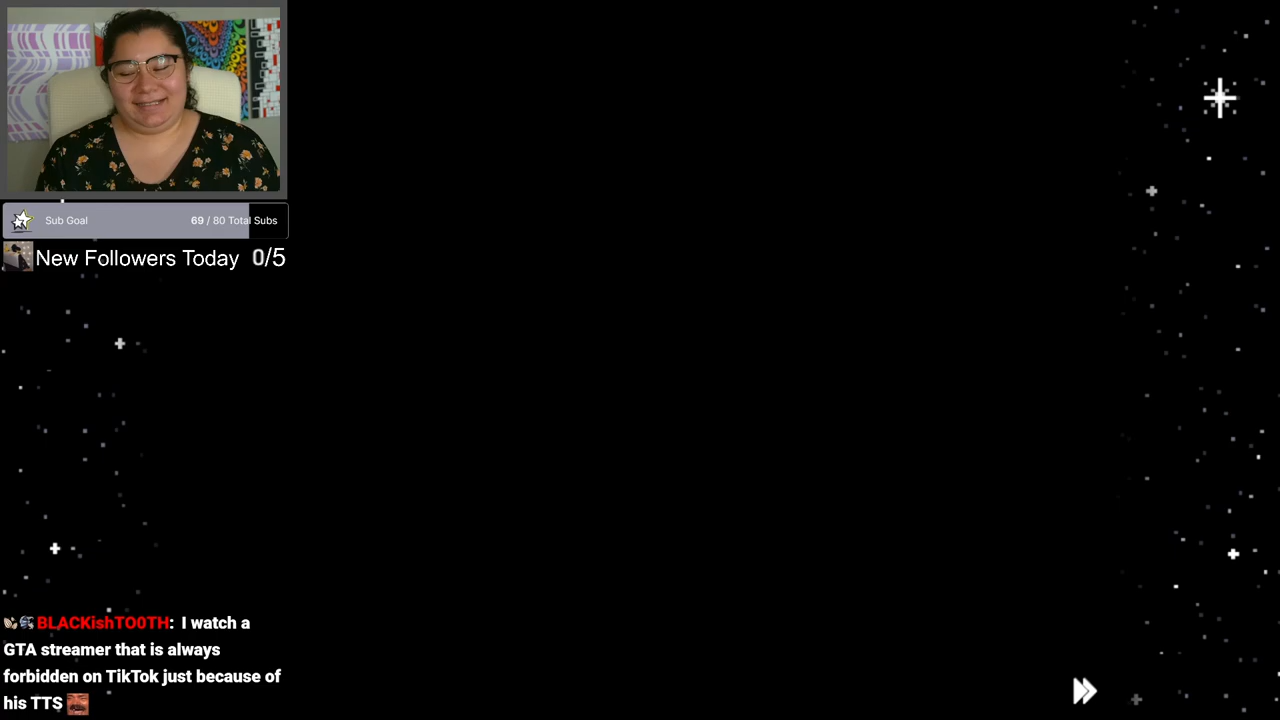 Sub Goal 69 / 80 Total Subs
New Followers Today 0/5
BLACKishTO0TH: I watch a
GTA streamer that is always
forbidden on TikTok just because of
his TTS